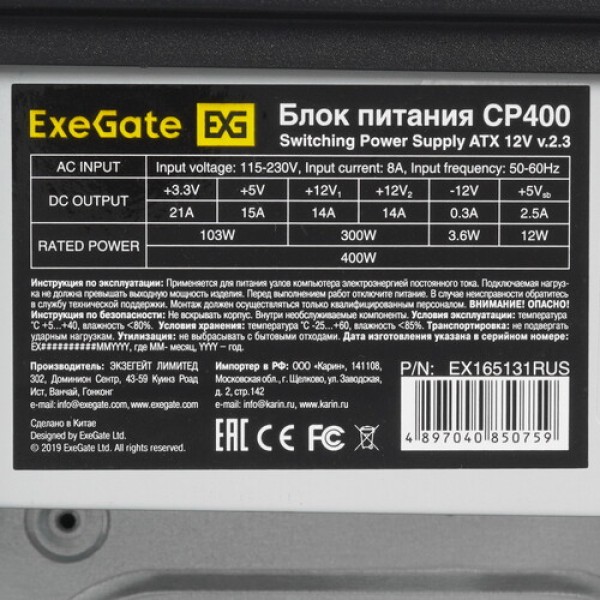 ExeGate EG Блок питания CP400
Switching Power Supply ATX 12V v.2.3
AC INPUT Input voltage: 115-230V, Input current: 8A, Input frequency: 50-60Hz
DC OUTPUT +3.3V +5V +12V1 +12V2 -12V +5Vsb
21A 15A 14A 14A 0.3A 2.5A
RATED POWER 103W 300W 3.6W 12W
400W
Инструкция по эксплуатации: Применяется для питания узлов компьютера электроэнергией постоянного тока. Подключаемая нагруз-
ка не должна превышать выходную мощность изделия. Перед выполнением работ отключите питание. В случае неисправности обратитесь
в службу технической поддержки. Монтаж должен осуществляться только квалифицированным персоналом. ВНИМАНИЕ! ОПАСНО!
Инструкция по безопасности: Не вскрывать корпус. Внутри необслуживаемые компоненты. Условия эксплуатации: температура
°C +5...+40, влажность <80%. Условия хранения: температура °C -25...+60, влажность <85%. Транспортировка: не подвергать
ударным нагрузкам. Утилизация: не выбрасывать с бытовыми отходами. Дата изготовления указана в серийном номере:
EX##########MMYYYY, где MM- месяц, YYYY- год.
Производитель: ЭКЗЕГЕЙТ ЛИМИТЕД
302, Доминион Сентр, 43-59 Куинз Роад
Ист, Ванчай, Гонконг
e-mail: info@exegate.com, www.exegate.com
Импортер в РФ: ООО «Карин», 141108,
Московская обл., г. Щелково, ул. Заводская,
д. 2, стр. 142
e-mail: info@karin.ru, www.karin.ru
P/N: EX165131RUS
Сделано в Китае
Designed by ExeGate Ltd.
© 2019 ExeGate Ltd. All rights reserved.
EAC CE FC
4 897040 850759